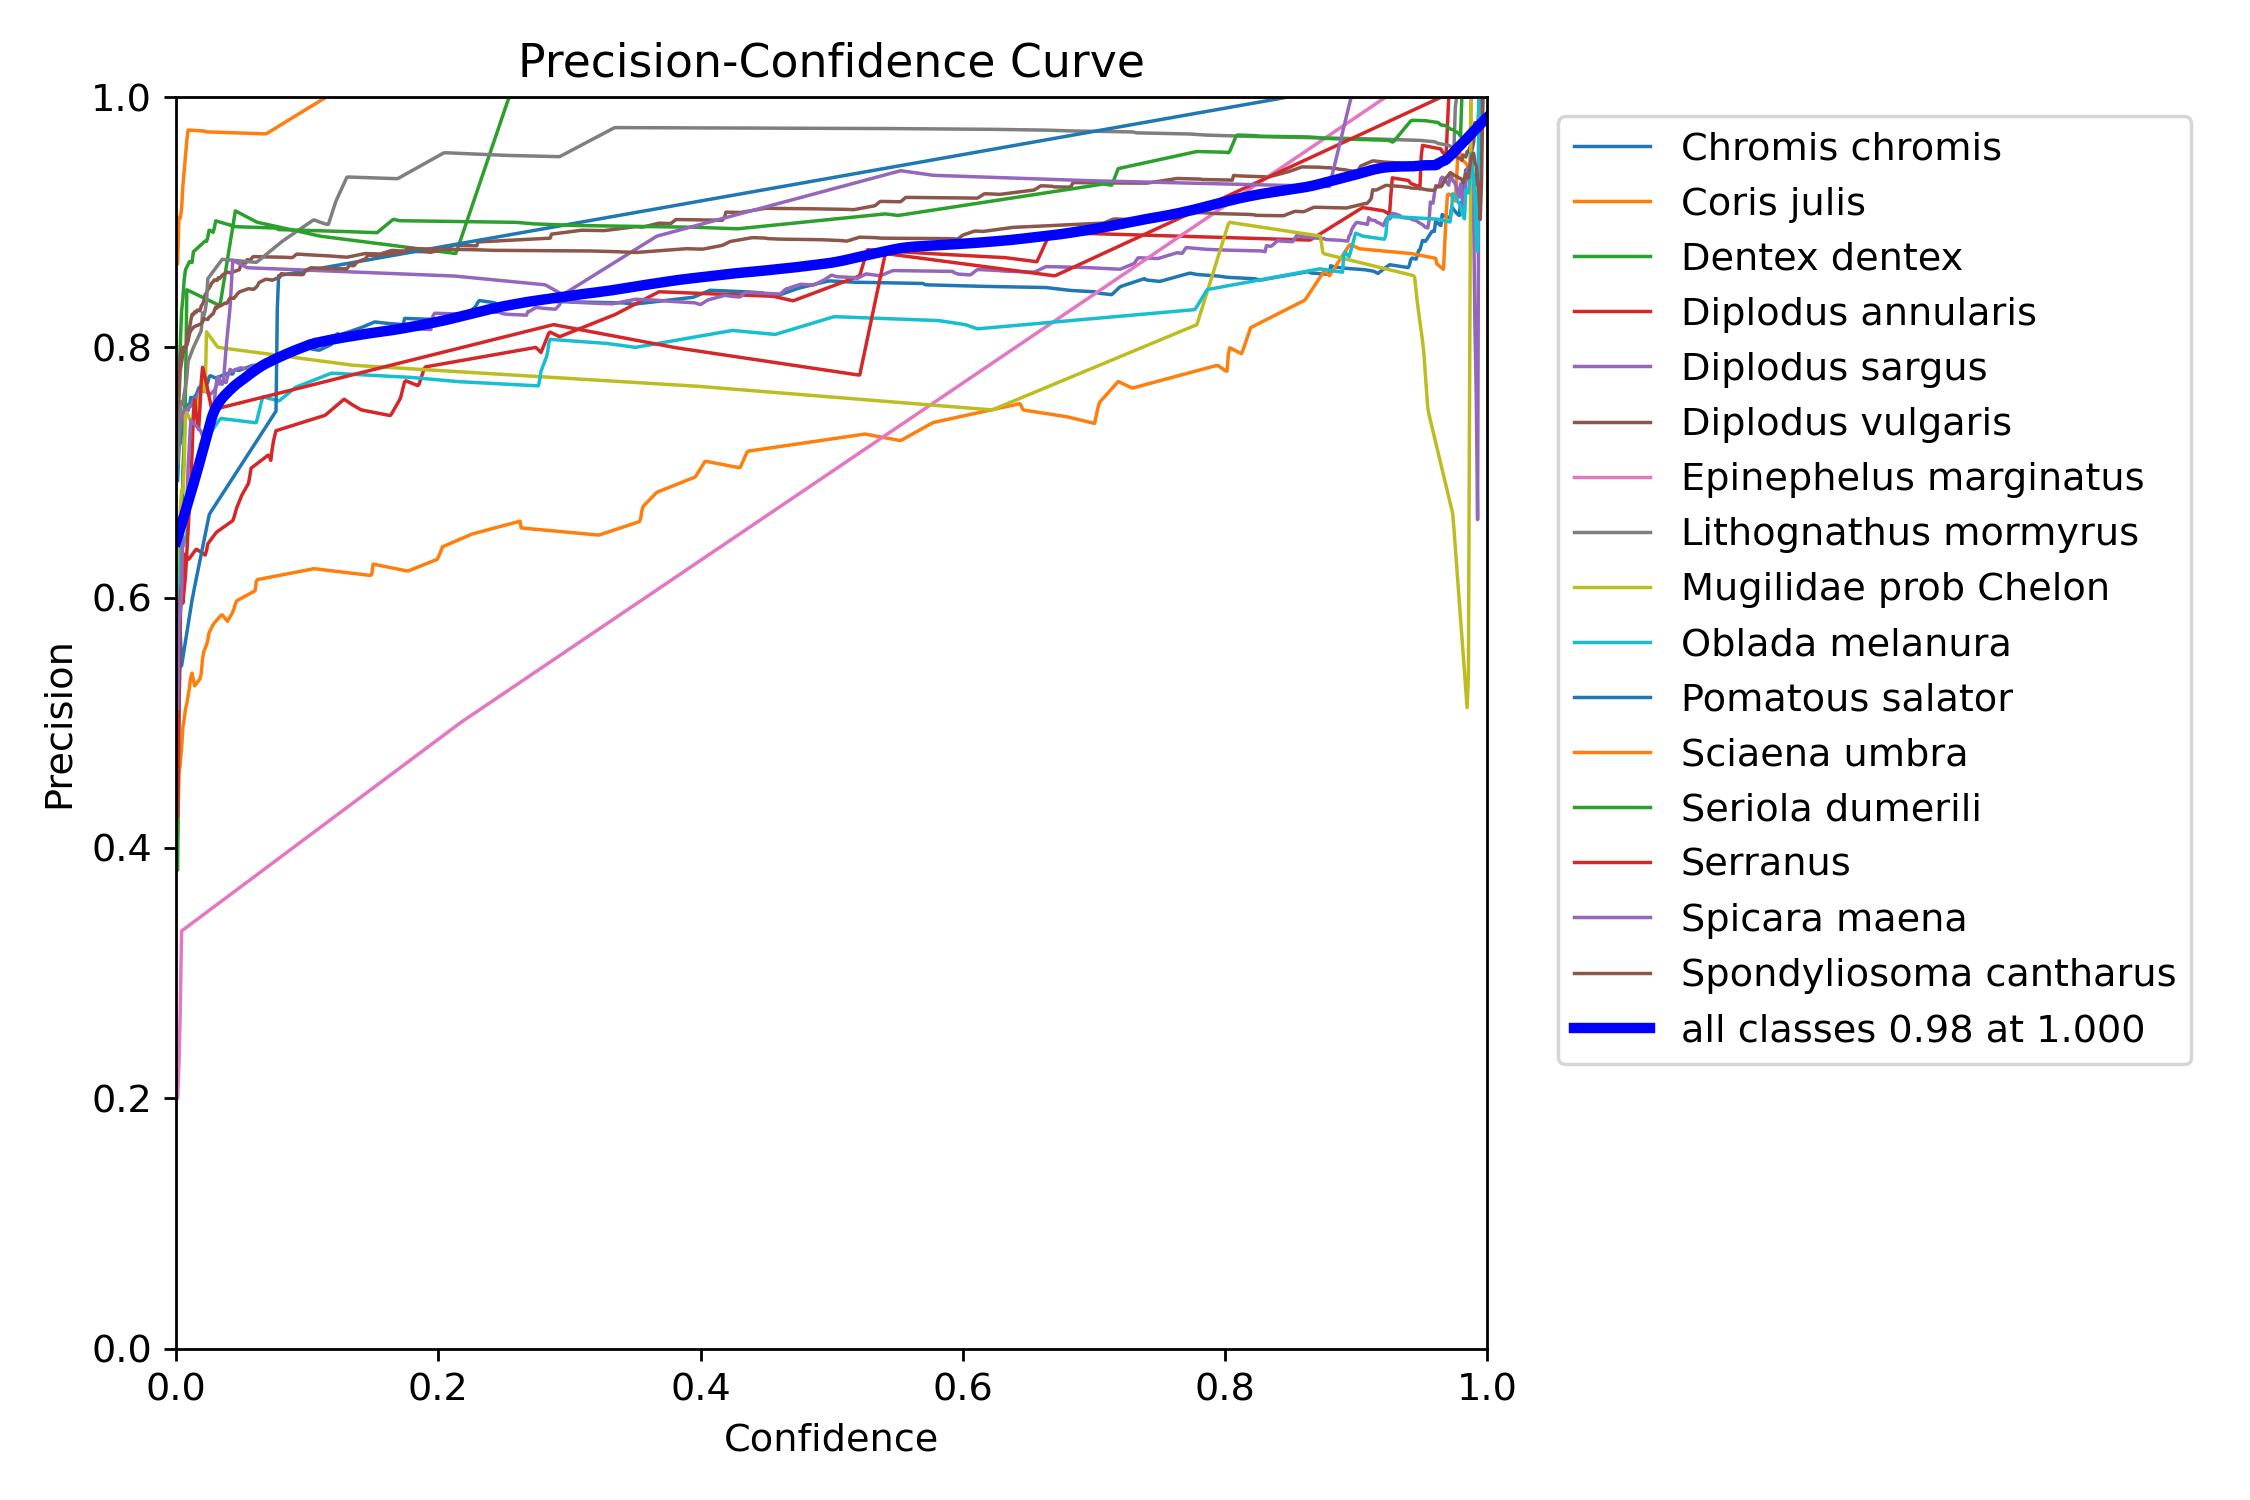 Precision-Confidence Curve
1.0
0.8
0.6
0.4
0.2
0.0
Precision
0.0 0.2 0.4 0.6 0.8 1.0
Confidence
Chromis chromis
Coris julis
Dentex dentex
Diplodus annularis
Diplodus sargus
Diplodus vulgaris
Epinephelus marginatus
Lithognathus mormyrus
Mugilidae prob Chelon
Oblada melanura
Pomatous salator
Sciaena umbra
Seriola dumerili
Serranus
Spicara maena
Spondyliosoma cantharus
all classes 0.98 at 1.000